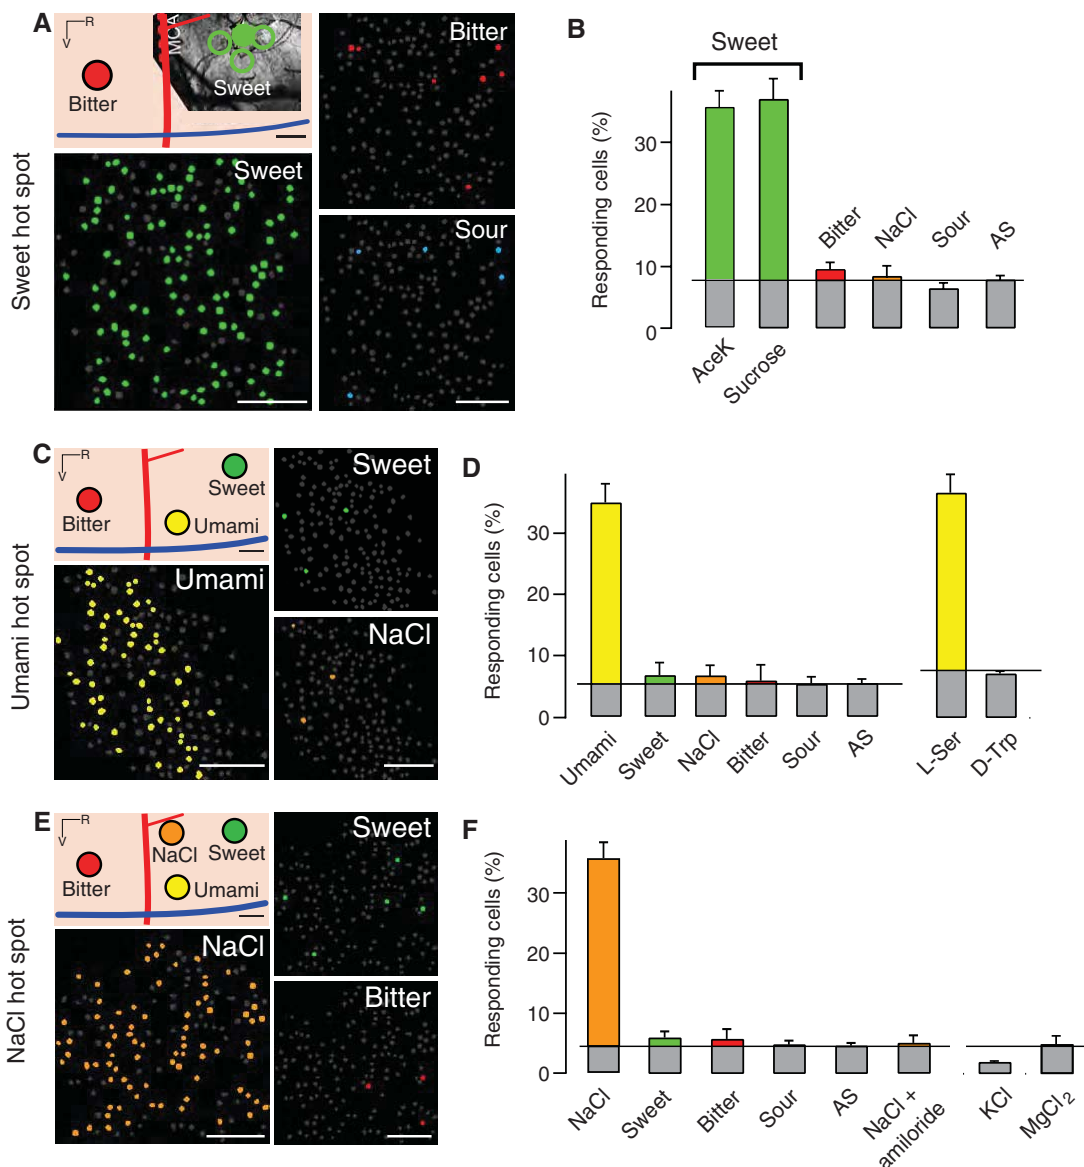 A
R
V
MCA
Bitter
Sweet
Sweet hot spot
Sweet
Bitter
Sour
B
Sweet
Responding cells (%)
30
20
10
0
Bitter
NaCl
Sour
AS
AceK
Sucrose
C
R
V
Sweet
Bitter
Umami
Umami hot spot
Umami
Sweet
NaCl
D
Responding cells (%)
30
20
10
0
Umami
Sweet
NaCl
Bitter
Sour
AS
L-Ser
D-Trp
E
R
V
NaCl
Sweet
Bitter
Umami
NaCl hot spot
NaCl
Sweet
Bitter
F
Responding cells (%)
30
20
10
0
NaCl
Sweet
Bitter
Sour
AS
NaCl +
amiloride
KCl
MgCl₂